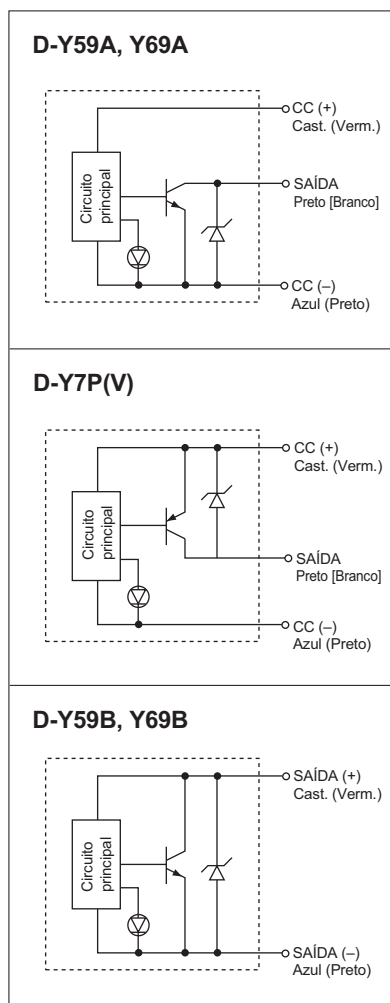 D-Y59A, Y69A
CC (+)
Cast. (Verm.)
Circuito
principal
SAÍDA
Preto [Branco]
CC (–)
Azul (Preto)
D-Y7P(V)
CC (+)
Cast. (Verm.)
Circuito
principal
SAÍDA
Preto [Branco]
CC (–)
Azul (Preto)
D-Y59B, Y69B
SAÍDA (+)
Cast. (Verm.)
Circuito
principal
SAÍDA (–)
Azul (Preto)